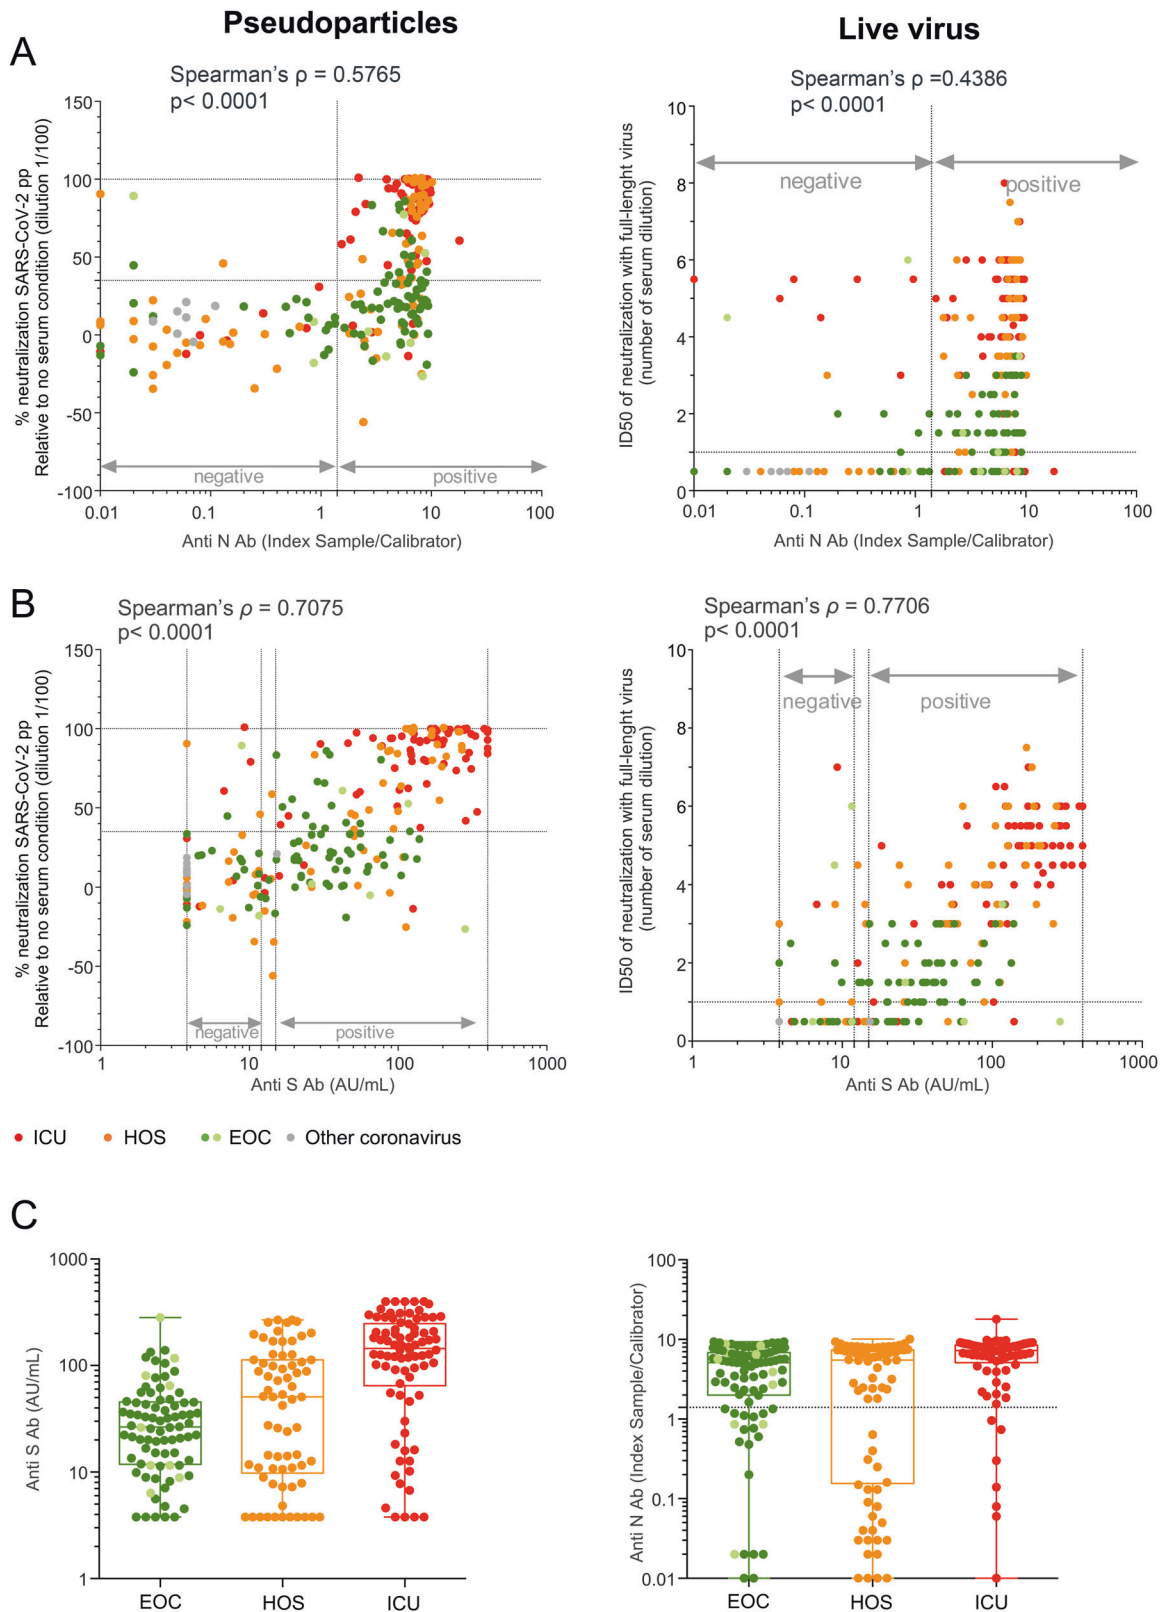 Pseudoparticles
Live virus
A
Spearman's ρ = 0.5765
p< 0.0001
% neutralization SARS-CoV-2 pp
Relative to no serum condition (dilution 1/100)
150
100
50
0
-50
-100
negative
positive
0.01
0.1
1
10
100
Anti N Ab (Index Sample/Calibrator)
Spearman's ρ =0.4386
p< 0.0001
ID50 of neutralization with full-lenght virus
(number of serum dilution)
10
8
6
4
2
0
negative
positive
0.01
0.1
1
10
100
Anti N Ab (Index Sample/Calibrator)
B
Spearman's ρ = 0.7075
p< 0.0001
% neutralization SARS-CoV-2 pp
Relative to no serum condition (dilution 1/100)
150
100
50
0
-50
-100
negative
positive
1
10
100
1000
Anti S Ab (AU/mL)
Spearman's ρ = 0.7706
p< 0.0001
ID50 of neutralization with full-lenght virus
(number of serum dilution)
10
8
6
4
2
0
negative
positive
1
10
100
1000
Anti S Ab (AU/mL)
ICU
HOS
EOC
Other coronavirus
C
Anti S Ab (AU/mL)
1000
100
10
1
EOC
HOS
ICU
Anti N Ab (Index Sample/Calibrator)
100
10
1
0.1
0.01
EOC
HOS
ICU